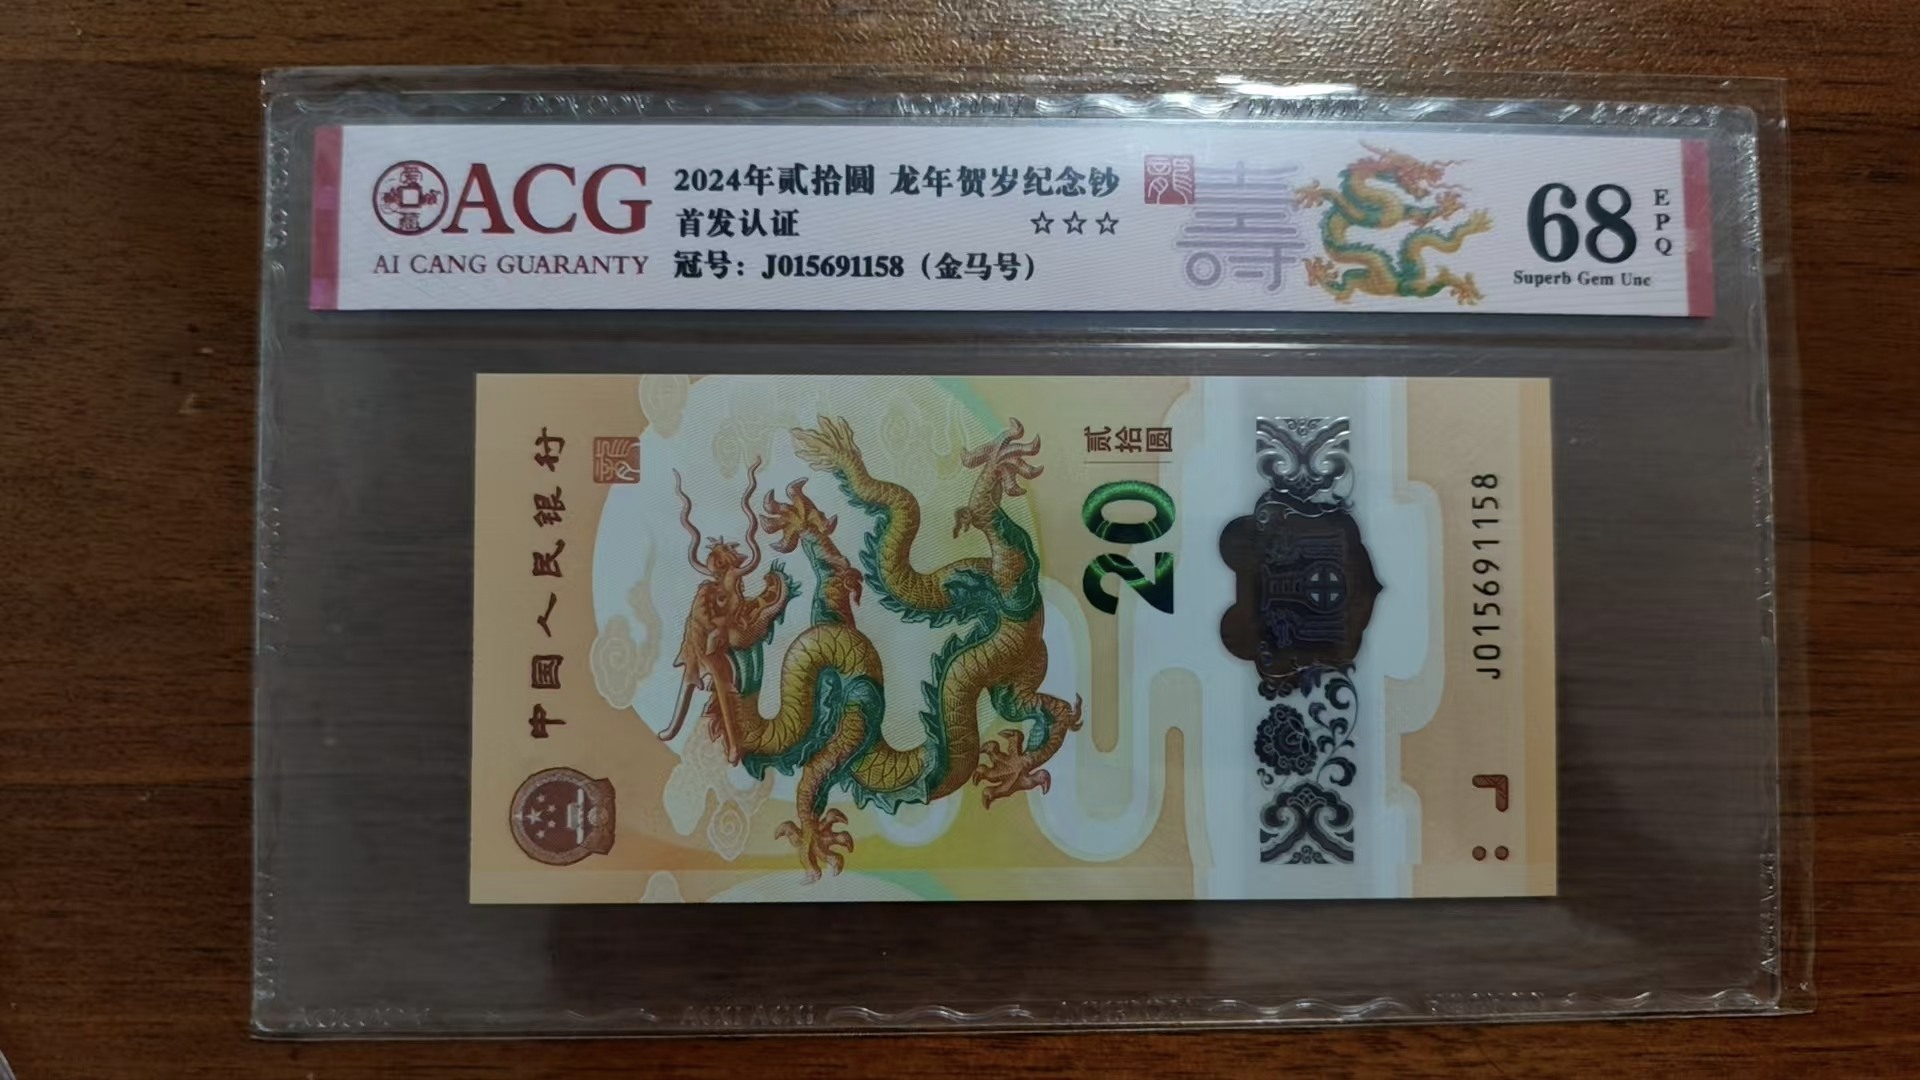 ACG
AI CANG GUARANTY
2024年贰拾圆 龙年贺岁纪念钞
首发认证 ☆☆☆
冠号：J015691158（金马号）
68
EPQ
Superb Gem Unc
中国人民银行
贰拾圆
20
J015691158